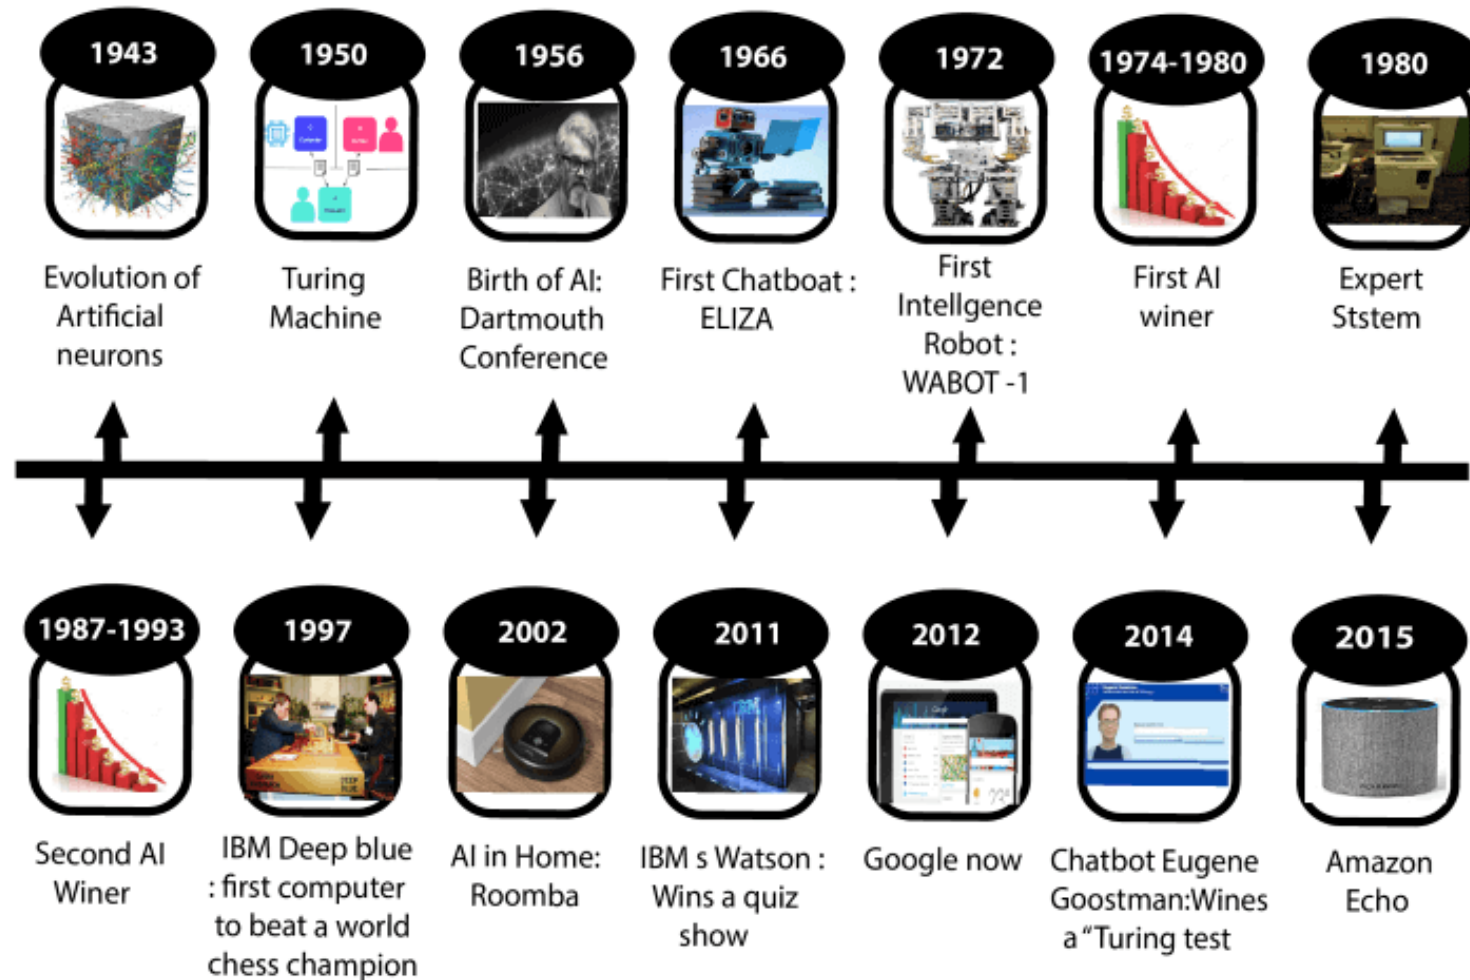 1943
Evolution of
Artificial
neurons
1950
Turing
Machine
1956
Birth of AI:
Dartmouth
Conference
1966
First Chatboat :
ELIZA
1972
First
Intellgence
Robot :
WABOT -1
1974-1980
First AI
winer
1980
Expert
Ststem
1987-1993
Second AI
Winer
1997
IBM Deep blue
: first computer
to beat a world
chess champion
2002
AI in Home:
Roomba
2011
IBM s Watson :
Wins a quiz
show
2012
Google now
2014
Chatbot Eugene
Goostman:Wines
a “Turing test
2015
Amazon
Echo